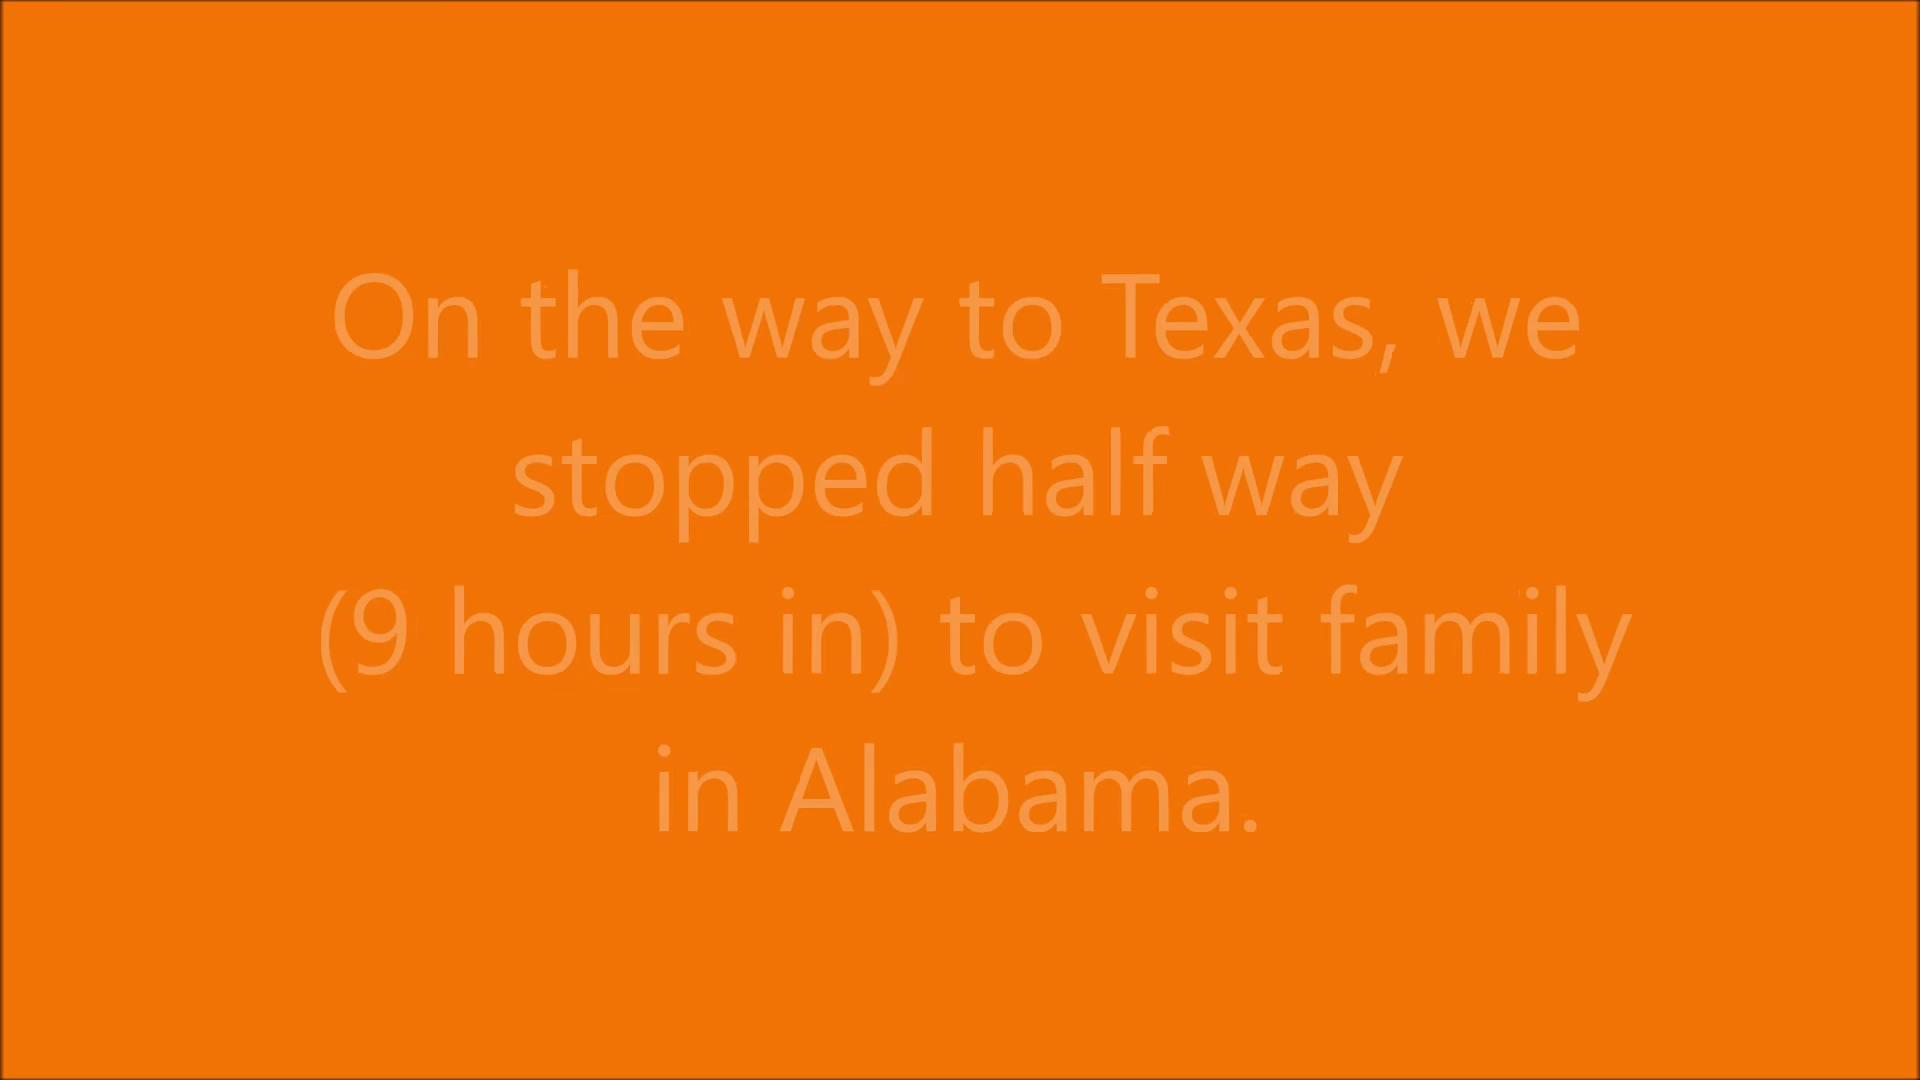 On the way to Texas, we
stopped half way
(9 hours in) to visit family
in Alabama.